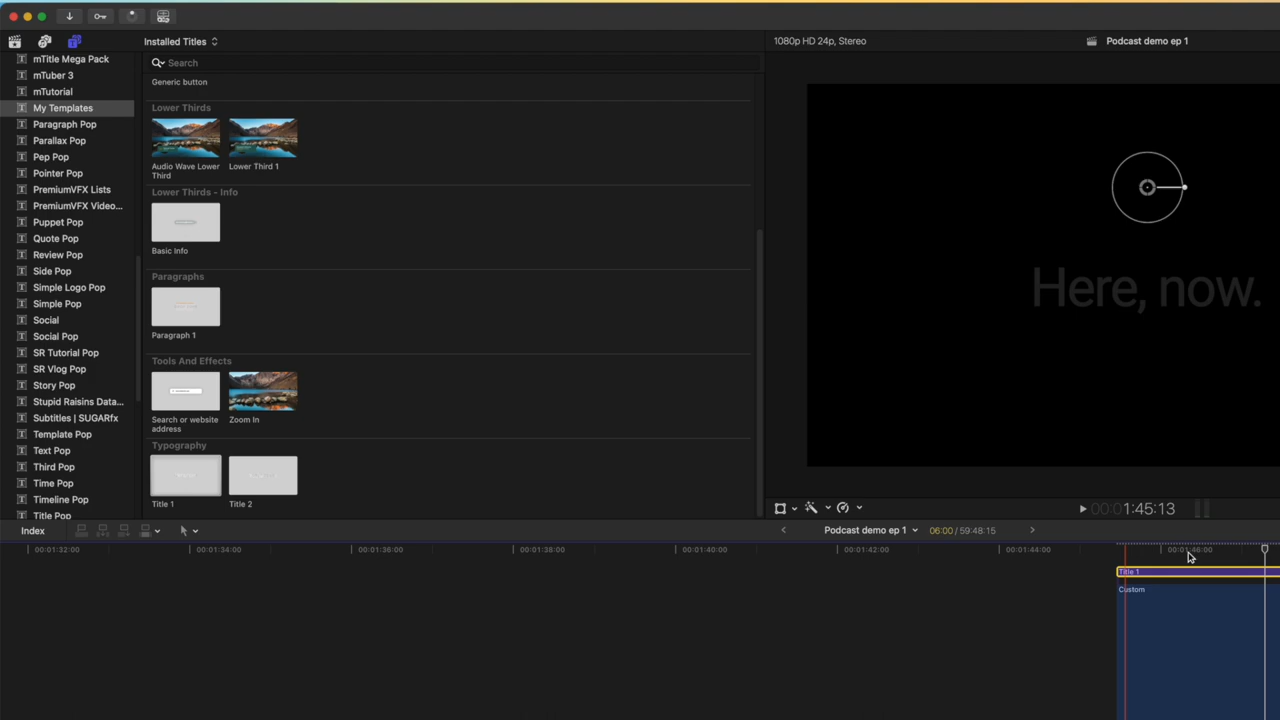 Installed Titles
1080p HD 24p, Stereo
Podcast demo ep 1
mTitle Mega Pack
mTuber 3
mTutorial
My Templates
Paragraph Pop
Parallax Pop
Pep Pop
Pointer Pop
PremiumVFX Lists
PremiumVFX Video...
Puppet Pop
Quote Pop
Review Pop
Side Pop
Simple Logo Pop
Simple Pop
Social
Social Pop
SR Tutorial Pop
SR Vlog Pop
Story Pop
Stupid Raisins Data...
Subtitles | SUGARfx
Template Pop
Text Pop
Third Pop
Time Pop
Timeline Pop
Title Pop
Search
Generic button
Lower Thirds
Audio Wave Lower
Third
Lower Third 1
Lower Thirds - Info
Basic Info
Paragraphs
Paragraph 1
Tools And Effects
Search or website
address
Zoom In
Typography
Title 1
Title 2
Here, now.
00:01:45:13
Index
Podcast demo ep 1
06:00 / 59:48:15
00:01:32:00
00:01:34:00
00:01:36:00
00:01:38:00
00:01:40:00
00:01:42:00
00:01:44:00
00:01:46:00
Title 1
Custom